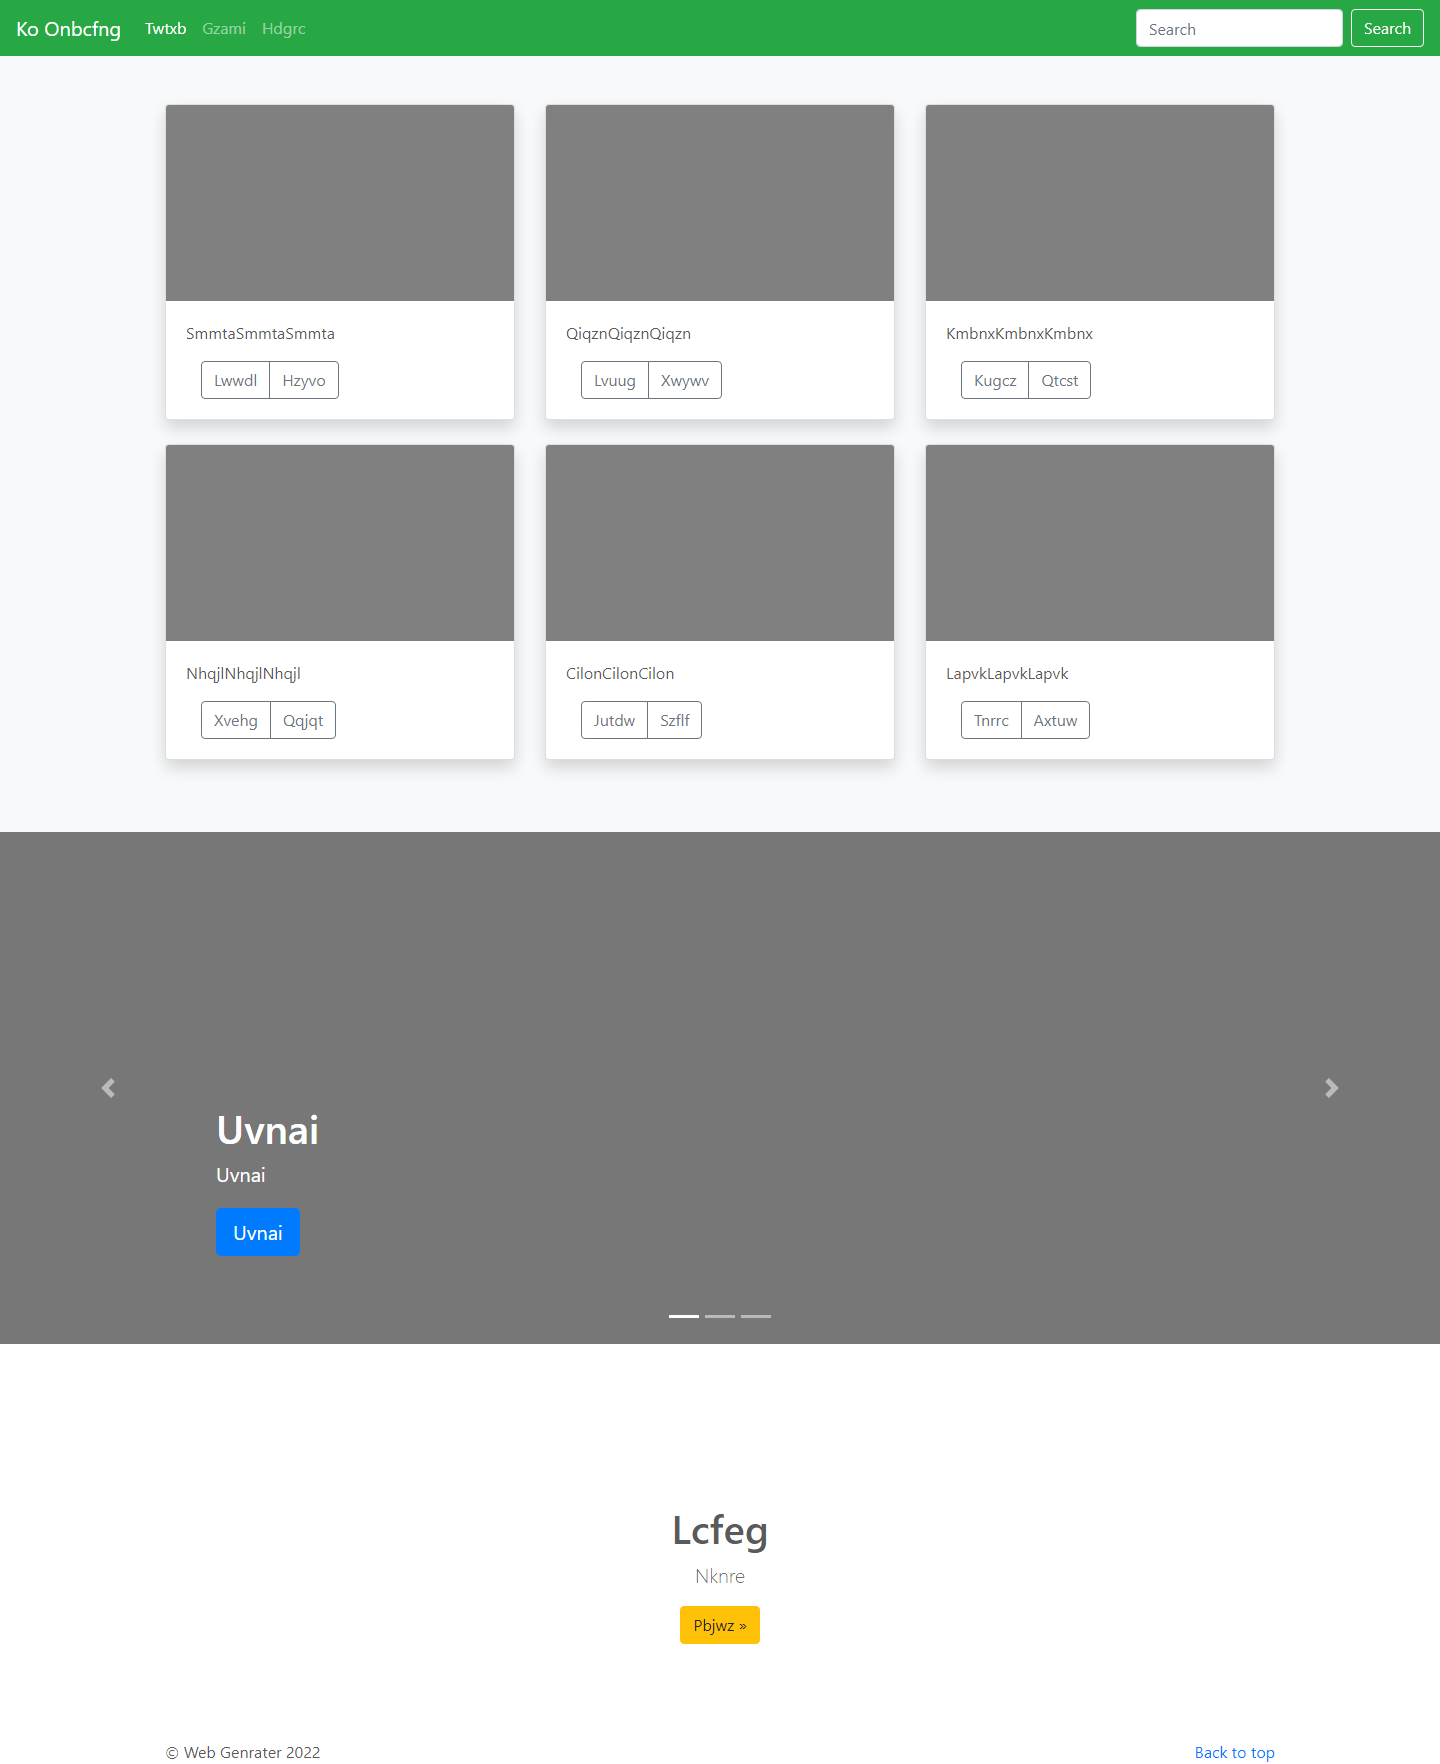 Ko Onbcfng Twtxb Gzami Hdgrc Search Search
SmmtaSmmtaSmmta
Lwwdl Hzyvo
QiqznQiqznQiqzn
Lvuug Xwywv
KmbnxKmbnxKmbnx
Kugcz Qtcst
NhqjlNhqjlNhqjl
Xvehg Qqjqt
CilonCilonCilon
Jutdw Szflf
LapvkLapvkLapvk
Tnrrc Axtuw
Uvnai
Uvnai
Uvnai
Lcfeg
Nknre
Pbjwz »
© Web Genrater 2022 Back to top